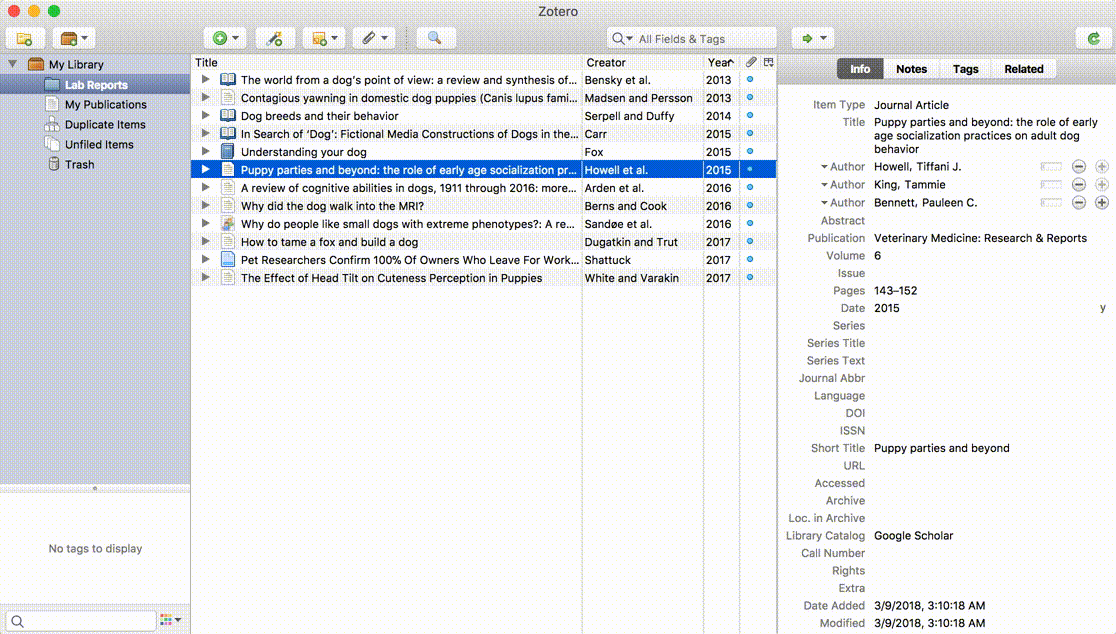 Zotero
All Fields & Tags
My Library
Lab Reports
My Publications
Duplicate Items
Unfiled Items
Trash
No tags to display
Title Creator Year
The world from a dog’s point of view: a review and synthesis of... Bensky et al. 2013
Contagious yawning in domestic dog puppies (Canis lupus fami... Madsen and Persson 2013
Dog breeds and their behavior Serpell and Duffy 2014
In Search of ‘Dog’: Fictional Media Constructions of Dogs in the... Carr 2015
Understanding your dog Fox 2015
Puppy parties and beyond: the role of early age socialization pr... Howell et al. 2015
A review of cognitive abilities in dogs, 1911 through 2016: more... Arden et al. 2016
Why did the dog walk into the MRI? Berns and Cook 2016
Why do people like small dogs with extreme phenotypes?: A re... Sandøe et al. 2016
How to tame a fox and build a dog Dugatkin and Trut 2017
Pet Researchers Confirm 100% Of Owners Who Leave For Work... Shattuck 2017
The Effect of Head Tilt on Cuteness Perception in Puppies White and Varakin 2017
Info Notes Tags Related
Item Type Journal Article
Title Puppy parties and beyond: the role of early
age socialization practices on adult dog
behavior
Author Howell, Tiffani J.
Author King, Tammie
Author Bennett, Pauleen C.
Abstract
Publication Veterinary Medicine: Research & Reports
Volume 6
Issue
Pages 143–152
Date 2015 y
Series
Series Title
Series Text
Journal Abbr
Language
DOI
ISSN
Short Title Puppy parties and beyond
URL
Accessed
Archive
Loc. in Archive
Library Catalog Google Scholar
Call Number
Rights
Extra
Date Added 3/9/2018, 3:10:18 AM
Modified 3/9/2018, 3:10:18 AM